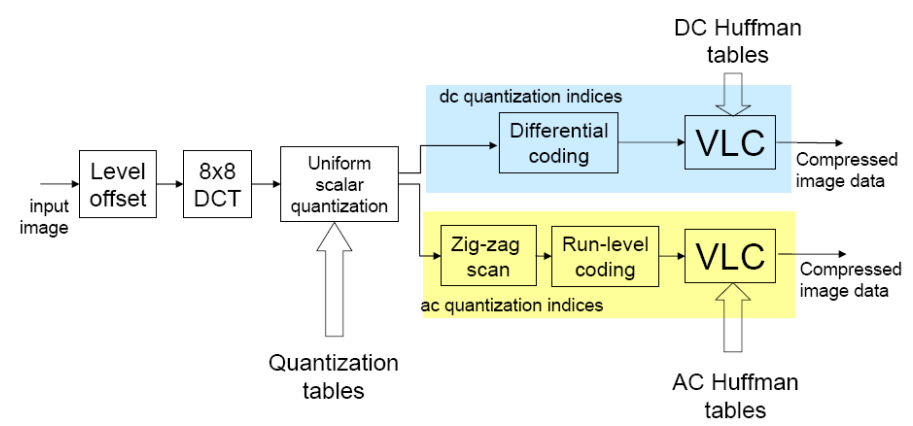 DC Huffman
tables
dc quantization indices
Differential
coding
VLC
Compressed
image data
input
image
Level
offset
8x8
DCT
Uniform
scalar
quantization
Zig-zag
scan
Run-level
coding
VLC
Compressed
image data
ac quantization indices
Quantization
tables
AC Huffman
tables